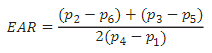 EAR = \frac{(p_2 - p_6) + (p_3 - p_5)}{2(p_4 - p_1)}